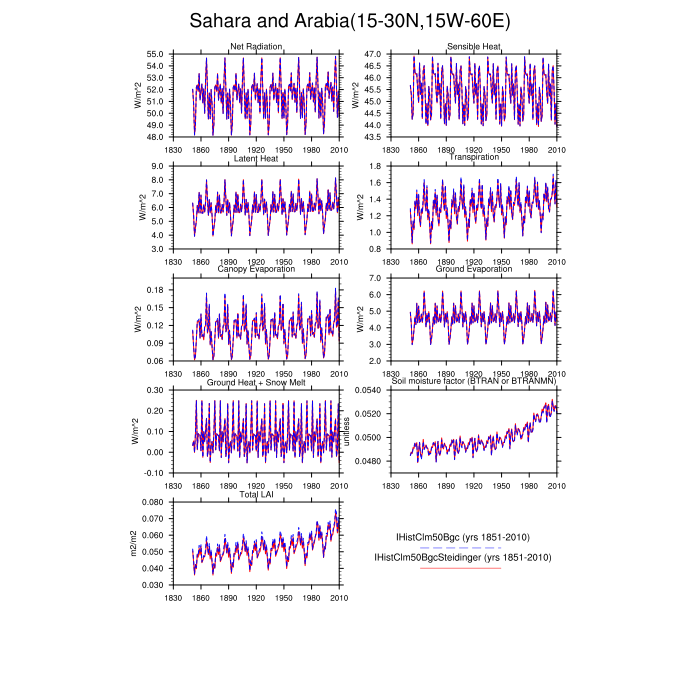 Sahara and Arabia(15-30N,15W-60E)
Net Radiation
W/m^2
55.0
54.0
53.0
52.0
51.0
50.0
49.0
48.0
1830 1860 1890 1920 1950 1980 2010
Sensible Heat
W/m^2
47.0
46.5
46.0
45.5
45.0
44.5
44.0
43.5
1830 1860 1890 1920 1950 1980 2010
Latent Heat
W/m^2
9.0
8.0
7.0
6.0
5.0
4.0
3.0
1830 1860 1890 1920 1950 1980 2010
Transpiration
W/m^2
1.8
1.6
1.4
1.2
1.0
0.8
1830 1860 1890 1920 1950 1980 2010
Canopy Evaporation
W/m^2
0.18
0.15
0.12
0.09
0.06
1830 1860 1890 1920 1950 1980 2010
Ground Evaporation
W/m^2
7.0
6.0
5.0
4.0
3.0
2.0
1830 1860 1890 1920 1950 1980 2010
Ground Heat + Snow Melt
W/m^2
0.30
0.20
0.10
0.00
-0.10
1830 1860 1890 1920 1950 1980 2010
Soil moisture factor (BTRAN or BTRANMN)
unitless
0.0540
0.0520
0.0500
0.0480
1830 1860 1890 1920 1950 1980 2010
Total LAI
m2/m2
0.080
0.070
0.060
0.050
0.040
0.030
1830 1860 1890 1920 1950 1980 2010
IHistClm50Bgc (yrs 1851-2010)
IHistClm50BgcSteidinger (yrs 1851-2010)